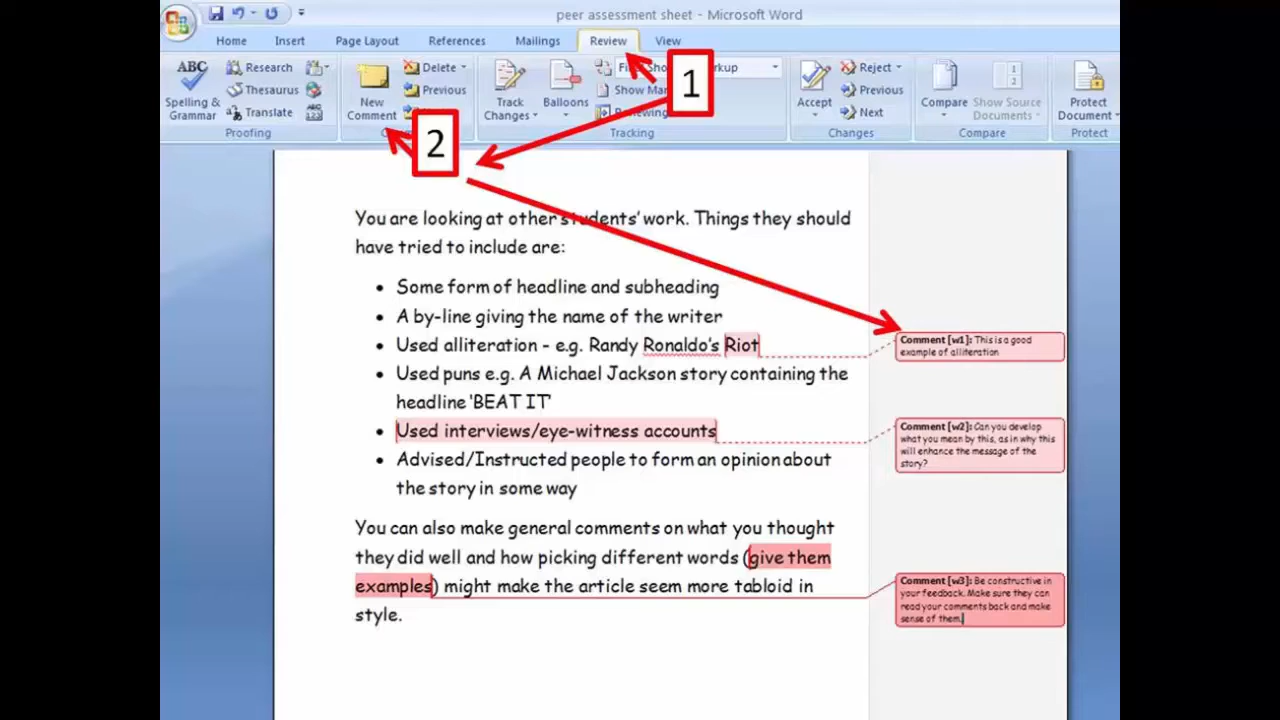 peer assessment sheet - Microsoft Word
Home Insert Page Layout References Mailings Review View
ABC
Spelling & Grammar
Research
Thesaurus
Translate
ABC
123
Proofing
New Comment
Delete
Previous
Track Changes
Balloons
Show
Tracking
Accept
Reject
Previous
Next
Changes
Compare
Show Source Documents
1
2
Compare
Protect Document
Protect
1
2
You are looking at other students' work. Things they should
have tried to include are:
• Some form of headline and subheading
• A by-line giving the name of the writer
• Used alliteration - e.g. Randy Ronaldo's Riot
• Used puns e.g. A Michael Jackson story containing the
headline 'BEAT IT'
• Used interviews/eye-witness accounts
• Advised/Instructed people to form an opinion about
the story in some way
You can also make general comments on what you thought
they did well and how picking different words (give them
examples) might make the article seem more tabloid in
style.
Comment [w1]: This is a good
example of alliteration
Comment [w2]: Can you develop
what you mean by this, as in why this
will enhance the message of the
story?
Comment [w3]: Be constructive in
your feedback. Make sure they can
read your comments back and make
sense of them.